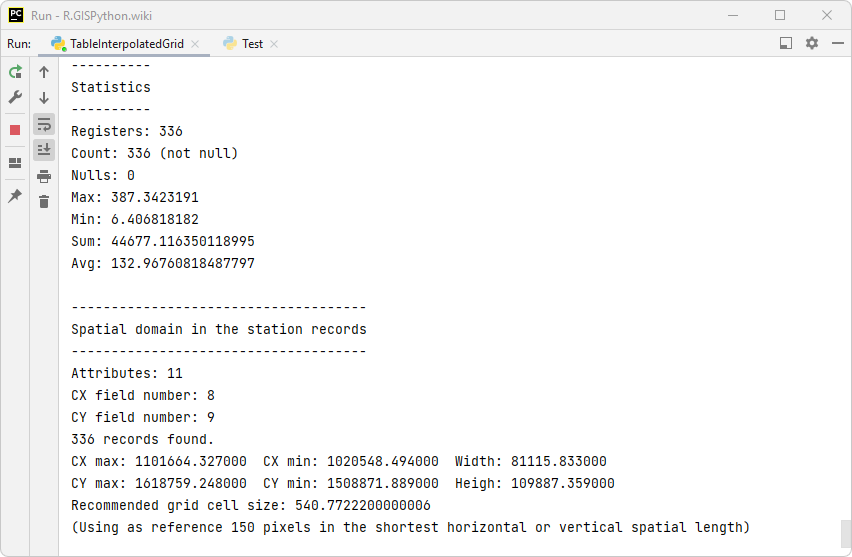 PC
Run - R.GISPython.wiki
Run: TableInterpolatedGrid Test
----------
Statistics
----------
Registers: 336
Count: 336 (not null)
Nulls: 0
Max: 387.3423191
Min: 6.406818182
Sum: 44677.116350118995
Avg: 132.96760818487797
-------------------------------------
Spatial domain in the station records
-------------------------------------
Attributes: 11
CX field number: 8
CY field number: 9
336 records found.
CX max: 1101664.327000  CX min: 1020548.494000  Width: 81115.833000
CY max: 1618759.248000  CY min: 1508871.889000  Heigh: 109887.359000
Recommended grid cell size: 540.7722200000006
(Using as reference 150 pixels in the shortest horizontal or vertical spatial length)